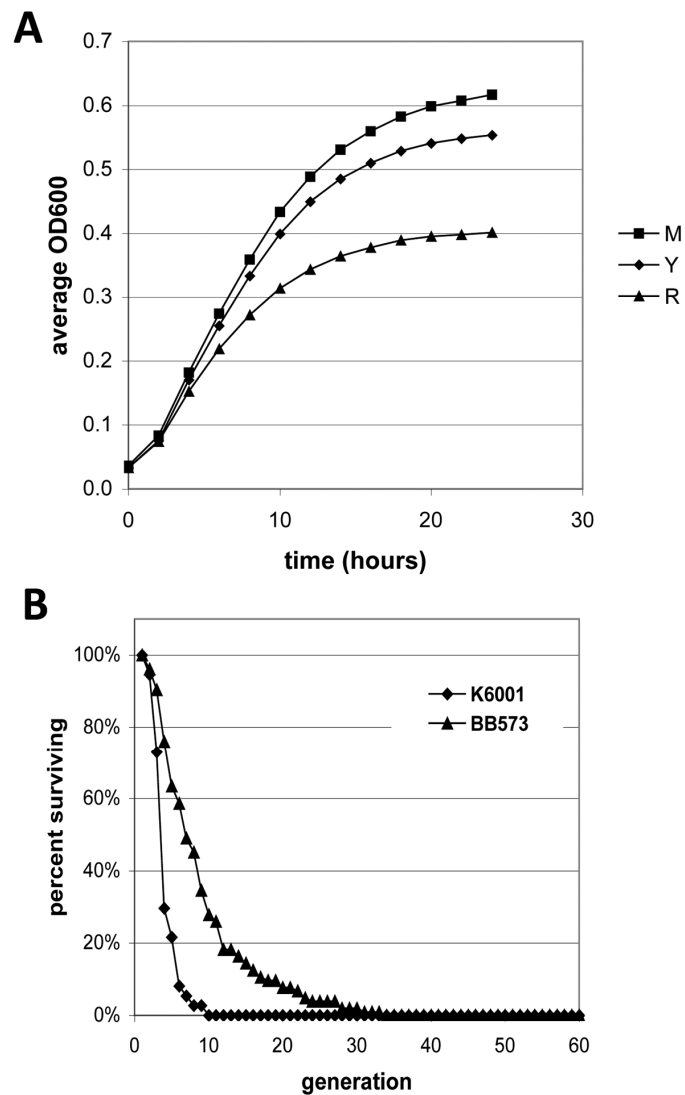 A
0.7
0.6
0.5
0.4
0.3
0.2
0.1
0.0
average OD600
0 10 20 30
time (hours)
M
Y
R
B
100%
80%
60%
40%
20%
0%
percent surviving
K6001
BB573
0 10 20 30 40 50 60
generation